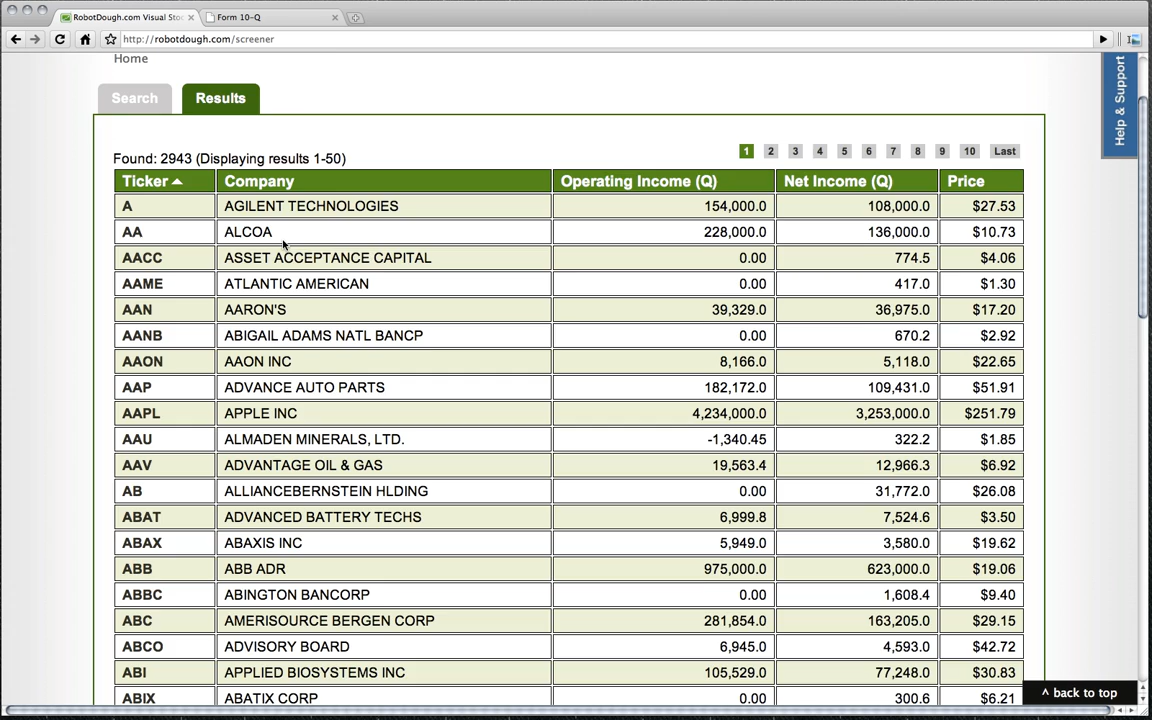 RobotDough.com Visual Stoc
Form 10-Q
http://robotdough.com/screener
Home
Help & Support
Search
Results
Found: 2943 (Displaying results 1-50)
1 2 3 4 5 6 7 8 9 10 Last
Ticker Company Operating Income (Q) Net Income (Q) Price
A AGILENT TECHNOLOGIES 154,000.0 108,000.0 $27.53
AA ALCOA 228,000.0 136,000.0 $10.73
AACC ASSET ACCEPTANCE CAPITAL 0.00 774.5 $4.06
AAME ATLANTIC AMERICAN 0.00 417.0 $1.30
AAN AARON'S 39,329.0 36,975.0 $17.20
AANB ABIGAIL ADAMS NATL BANCP 0.00 670.2 $2.92
AAON AAON INC 8,166.0 5,118.0 $22.65
AAP ADVANCE AUTO PARTS 182,172.0 109,431.0 $51.91
AAPL APPLE INC 4,234,000.0 3,253,000.0 $251.79
AAU ALMADEN MINERALS, LTD. -1,340.45 322.2 $1.85
AAV ADVANTAGE OIL & GAS 19,563.4 12,966.3 $6.92
AB ALLIANCEBERNSTEIN HLDING 0.00 31,772.0 $26.08
ABAT ADVANCED BATTERY TECHS 6,999.8 7,524.6 $3.50
ABAX ABAXIS INC 5,949.0 3,580.0 $19.62
ABB ABB ADR 975,000.0 623,000.0 $19.06
ABBC ABINGTON BANCORP 0.00 1,608.4 $9.40
ABC AMERISOURCE BERGEN CORP 281,854.0 163,205.0 $29.15
ABCO ADVISORY BOARD 6,945.0 4,593.0 $42.72
ABI APPLIED BIOSYSTEMS INC 105,529.0 77,248.0 $30.83
ABIX ABATIX CORP 0.00 300.6 $6.21
^ back to top